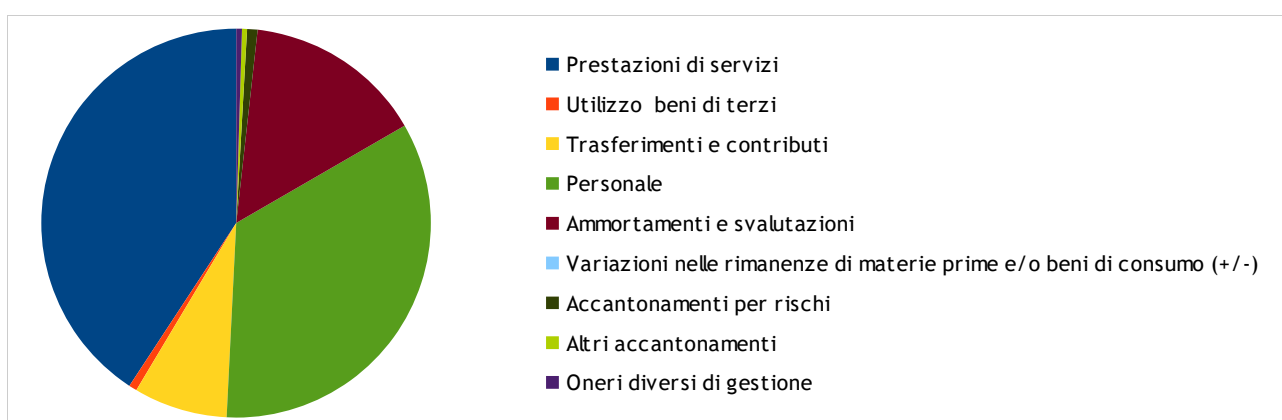 Prestazioni di servizi
Utilizzo beni di terzi
Trasferimenti e contributi
Personale
Ammortamenti e svalutazioni
Variazioni nelle rimanenze di materie prime e/o beni di consumo (+/-)
Accantonamenti per rischi
Altri accantonamenti
Oneri diversi di gestione